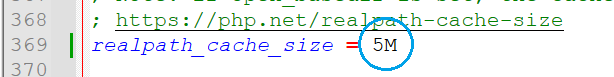 368 ; https://php.net/realpath-cache-size
369 realpath_cache_size = 5M
370